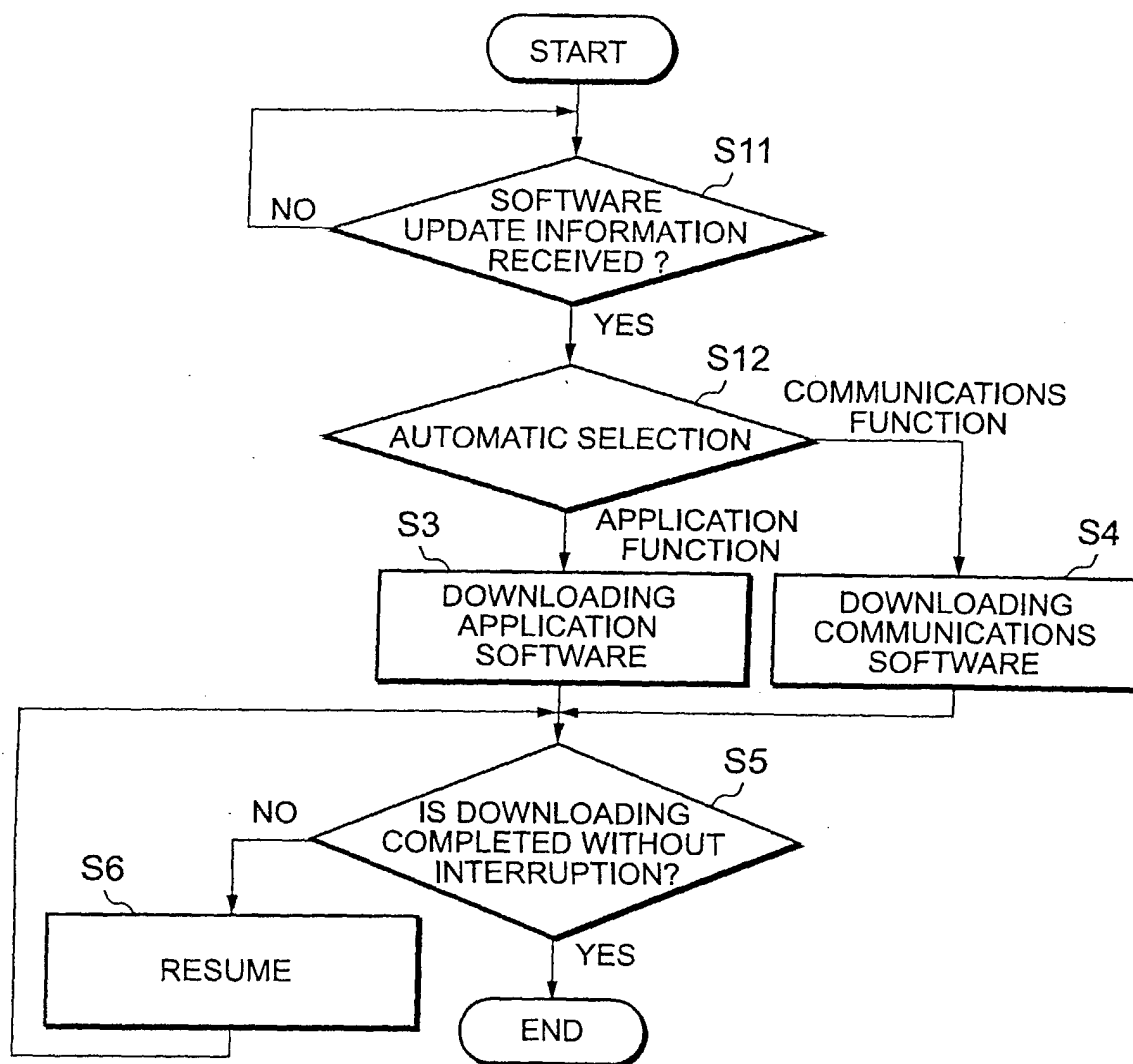 START
S11
NO
SOFTWARE
UPDATE INFORMATION
RECEIVED ?
YES
S12
COMMUNICATIONS
FUNCTION
AUTOMATIC SELECTION
S3
APPLICATION
FUNCTION
S4
DOWNLOADING
APPLICATION
SOFTWARE
DOWNLOADING
COMMUNICATIONS
SOFTWARE
S5
NO
IS DOWNLOADING
COMPLETED WITHOUT
INTERRUPTION?
S6
RESUME
YES
END